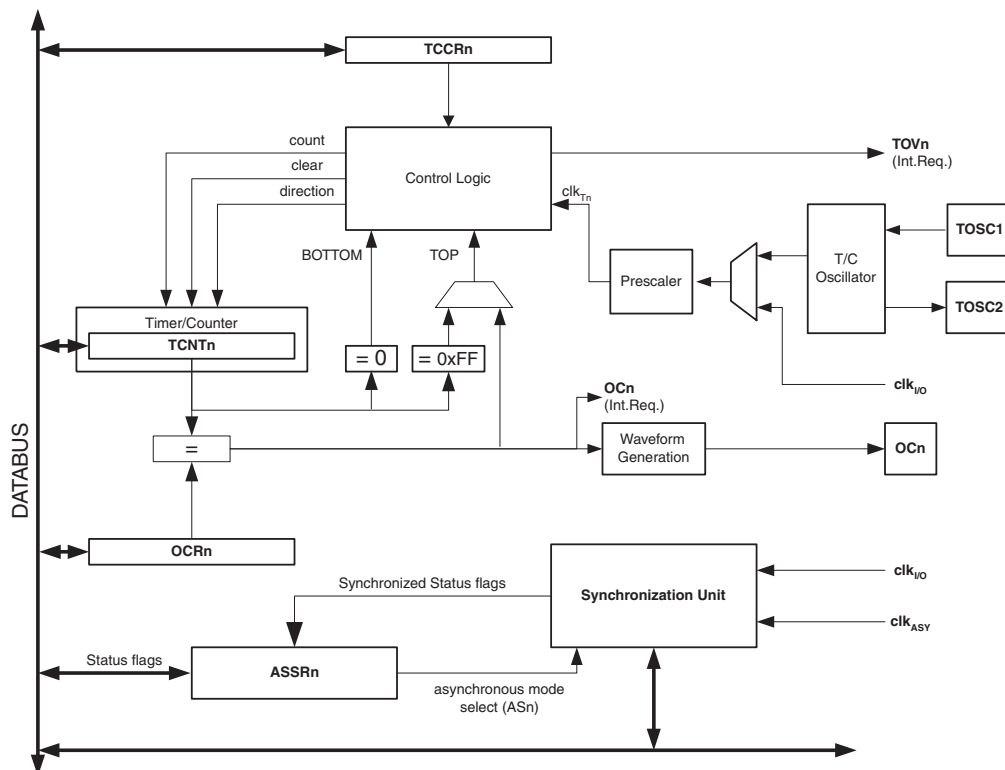 TCCRn
count
clear
direction
Control Logic
TOVn
(Int.Req.)
clkTn
BOTTOM
TOP
Prescaler
T/C
Oscillator
TOSC1
TOSC2
Timer/Counter
TCNTn
= 0
= 0xFF
clkI/O
OCn
(Int.Req.)
=
Waveform
Generation
OCn
DATABUS
OCRn
Synchronized Status flags
Synchronization Unit
clkI/O
clkASY
Status flags
ASSRn
asynchronous mode
select (ASn)